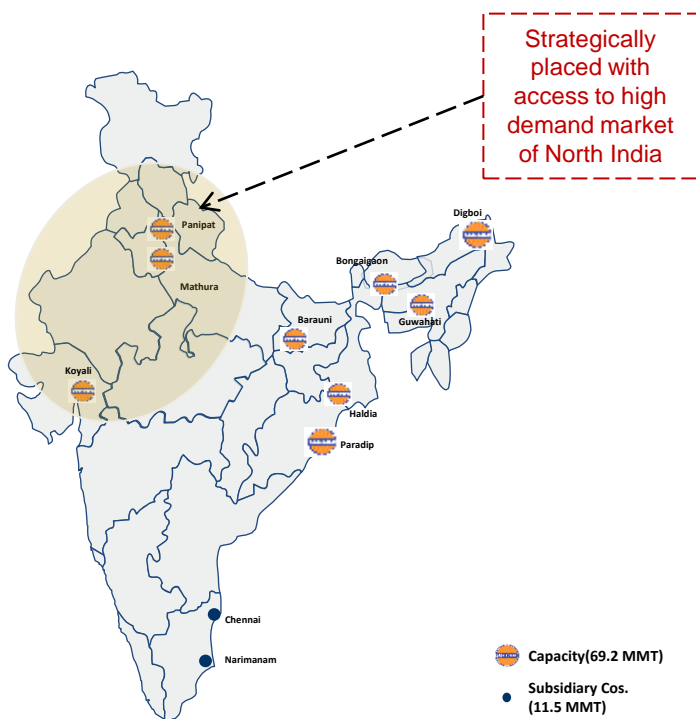 Strategically
placed with
access to high
demand market
of North India
Digboi
Panipat
Bongaigaon
Mathura
Guwahati
Barauni
Koyali
Haldia
Paradip
Chennai
Narimanam
Capacity(69.2 MMT)
Subsidiary Cos.
(11.5 MMT)